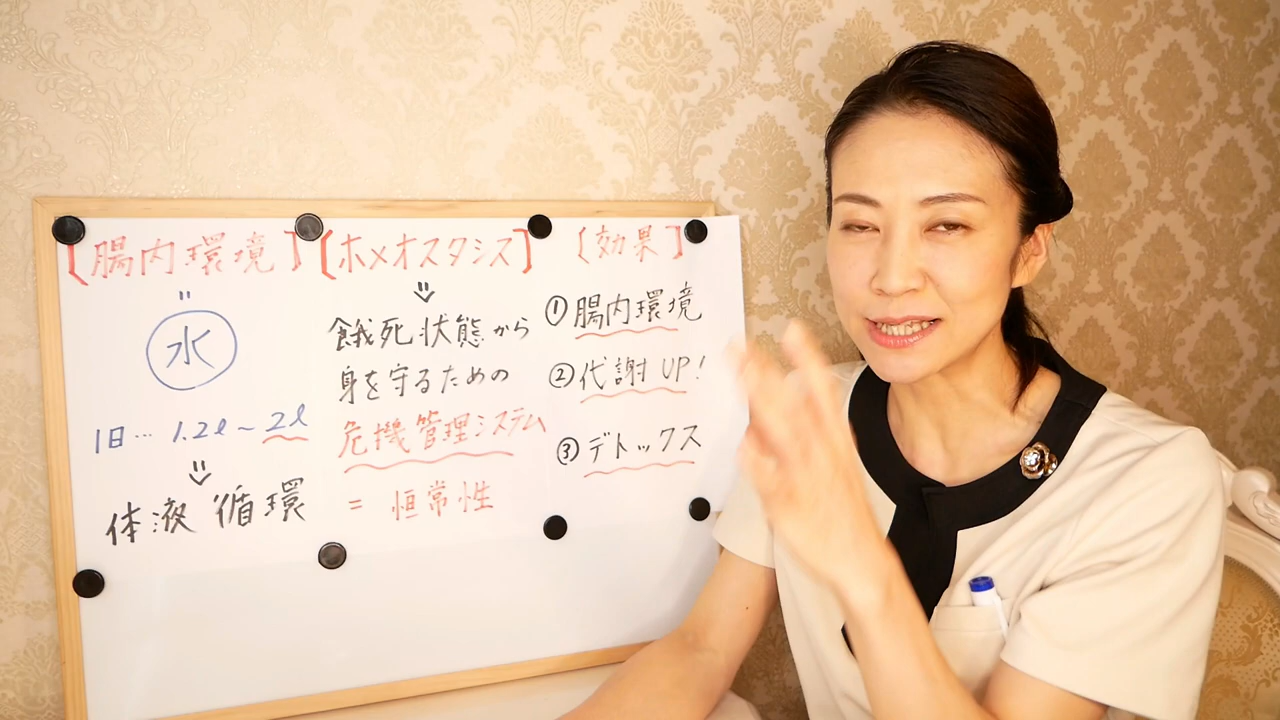 【腸内環境】
〃
水
1日… 1.2ℓ～2ℓ
⇓
体液循環
【ホメオスタシス】
⇓
餓死状態から
身を守るための
危機管理システム
= 恒常性
【効果】
①腸内環境
②代謝UP!
③デトックス